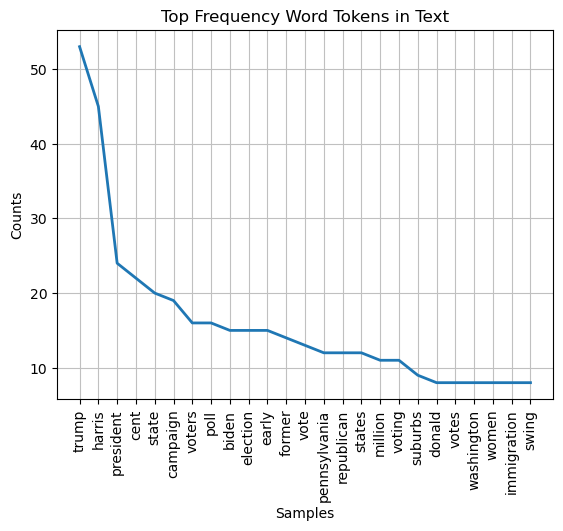 Top Frequency Word Tokens in Text
Counts
50
40
30
20
10
trump
harris
president
cent
state
campaign
voters
poll
biden
election
early
former
vote
pennsylvania
republican
states
million
voting
suburbs
donald
votes
washington
women
immigration
swing
Samples